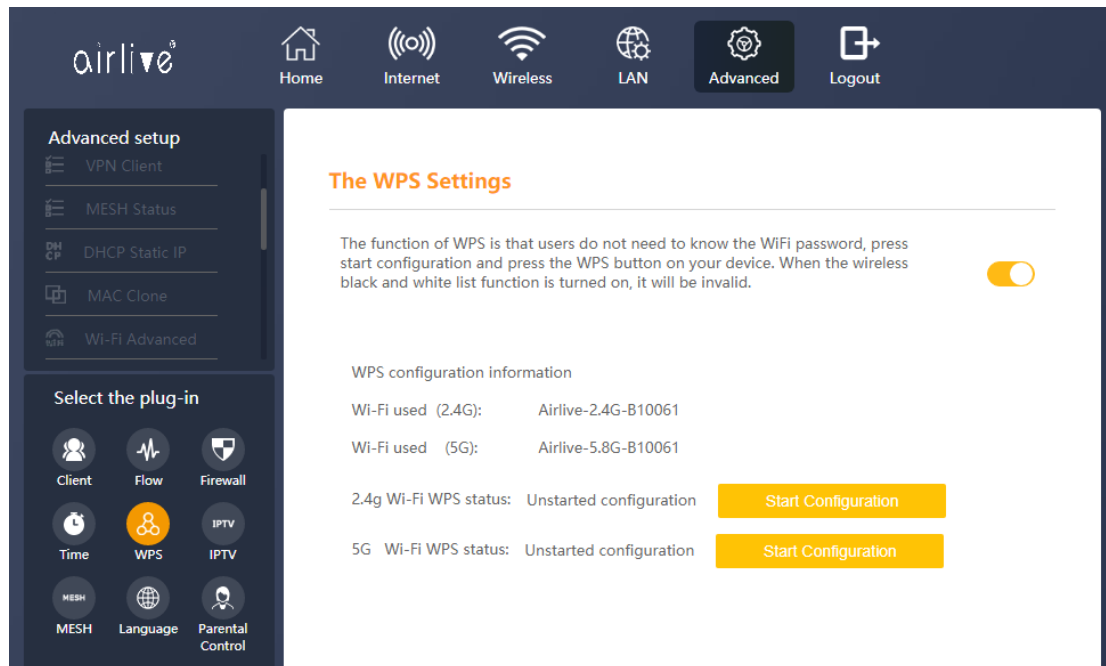 airlive
Home
Internet
Wireless
LAN
Advanced
Logout
Advanced setup
VPN Client
MESH Status
DHCP Static IP
MAC Clone
Wi-Fi Advanced
Select the plug-in
Client
Flow
Firewall
Time
WPS
IPTV
IPTV
MESH
MESH
Language
Parental
Control
The WPS Settings
The function of WPS is that users do not need to know the WiFi password, press
start configuration and press the WPS button on your device. When the wireless
black and white list function is turned on, it will be invalid.
WPS configuration information
Wi-Fi used (2.4G): Airlive-2.4G-B10061
Wi-Fi used (5G): Airlive-5.8G-B10061
2.4g Wi-Fi WPS status: Unstarted configuration Start Configuration
5G Wi-Fi WPS status: Unstarted configuration Start Configuration